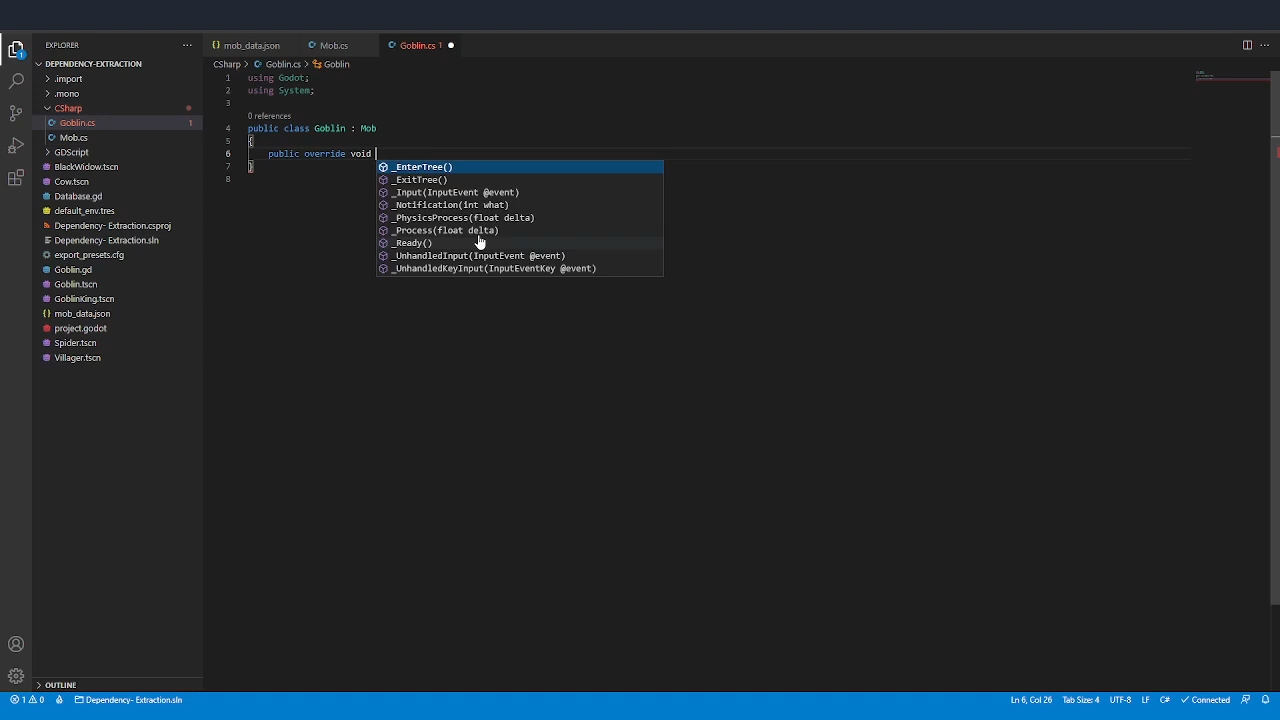 EXPLORER
mob_data.json
Mob.cs
Goblin.cs 1
DEPENDENCY-EXTRACTION
.import
.mono
CSharp
Goblin.cs 1
Mob.cs
GDScript
BlackWidow.tscn
Cow.tscn
Database.gd
default_env.tres
Dependency- Extraction.csproj
Dependency- Extraction.sln
export_presets.cfg
Goblin.gd
Goblin.tscn
GoblinKing.tscn
mob_data.json
project.godot
Spider.tscn
Villager.tscn
OUTLINE
CSharp > Goblin.cs > Goblin
1 using Godot;
2 using System;
3
0 references
4 public class Goblin : Mob
5 {
6 public override void
7 }
8
_EnterTree()
_ExitTree()
_Input(InputEvent @event)
_Notification(int what)
_PhysicsProcess(float delta)
_Process(float delta)
_Ready()
_UnhandledInput(InputEvent @event)
_UnhandledKeyInput(InputEventKey @event)
1
1 0 Dependency- Extraction.sln
Ln 6, Col 26 Tab Size: 4 UTF-8 LF C# Connected